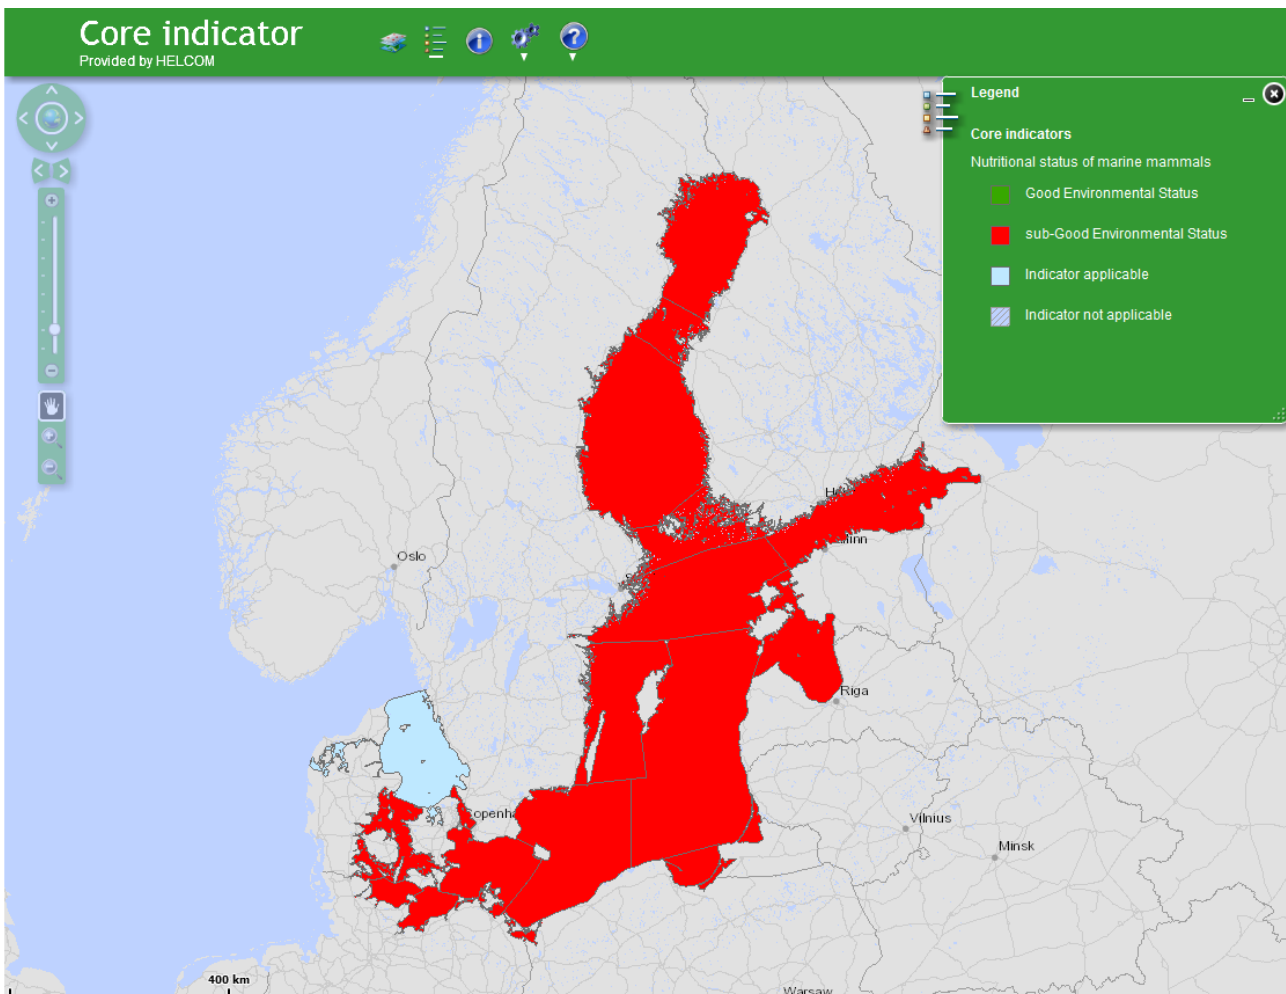 Core indicator
Provided by HELCOM
Legend
Core indicators
Nutritional status of marine mammals
Good Environmental Status
sub-Good Environmental Status
Indicator applicable
Indicator not applicable
Oslo
Riga
Vilnius
Minsk
400 km
Warsaw